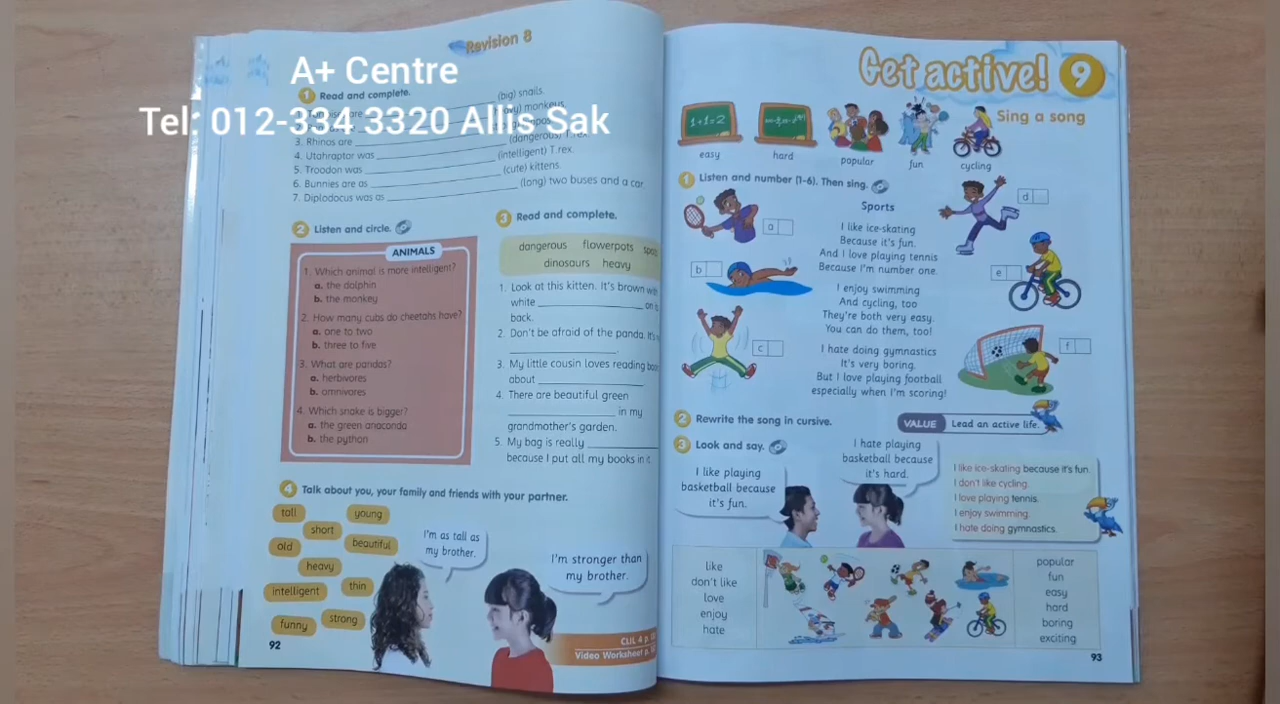 A+ Centre
Tel: 012-334 3320 Allis Sak
Revision 8
1 Read and complete.
(big) snails.
monkeys.
3. Rhinos are (dangerous) T.rex.
4. Utahraptor was (intelligent) T.rex.
5. Troodon was (cute) kittens.
6. Bunnies are as (long) two buses and a car.
7. Diplodocus was as
2 Listen and circle.
ANIMALS
1. Which animal is more intelligent?
a. the dolphin
b. the monkey
2. How many cubs do cheetahs have?
a. one to two
b. three to five
3. What are pandas?
a. herbivores
b. omnivores
4. Which snake is bigger?
a. the green anaconda
b. the python
3 Read and complete.
dangerous flowerpots spots
dinosaurs heavy
1. Look at this kitten. It's brown with
white on its
back.
2. Don't be afraid of the panda. It's n
3. My little cousin loves reading boo
about
4. There are beautiful green
in my
grandmother's garden.
5. My bag is really
because I put all my books in it
4 Talk about you, your family and friends with your partner.
tall
young
short
old
beautiful
heavy
intelligent
thin
funny
strong
I'm as tall as
my brother.
I'm stronger than
my brother.
CLIL 4 p.
Video Worksheet p.
92
Get active! 9
Sing a song
1+1=2
easy
hard
popular
fun
cycling
1 Listen and number (1-6). Then sing.
a
b
c
d
e
f
Sports
I like ice-skating
Because it's fun.
And I love playing tennis
Because I'm number one.
I enjoy swimming
And cycling, too
They're both very easy.
You can do them, too!
I hate doing gymnastics
It's very boring.
But I love playing football
especially when I'm scoring!
2 Rewrite the song in cursive.
VALUE Lead an active life.
3 Look and say.
I like playing
basketball because
it's fun.
I hate playing
basketball because
it's hard.
I like ice-skating because it's fun.
I don't like cycling.
I love playing tennis.
I enjoy swimming.
I hate doing gymnastics.
like
don't like
love
enjoy
hate
popular
fun
easy
hard
boring
exciting
93